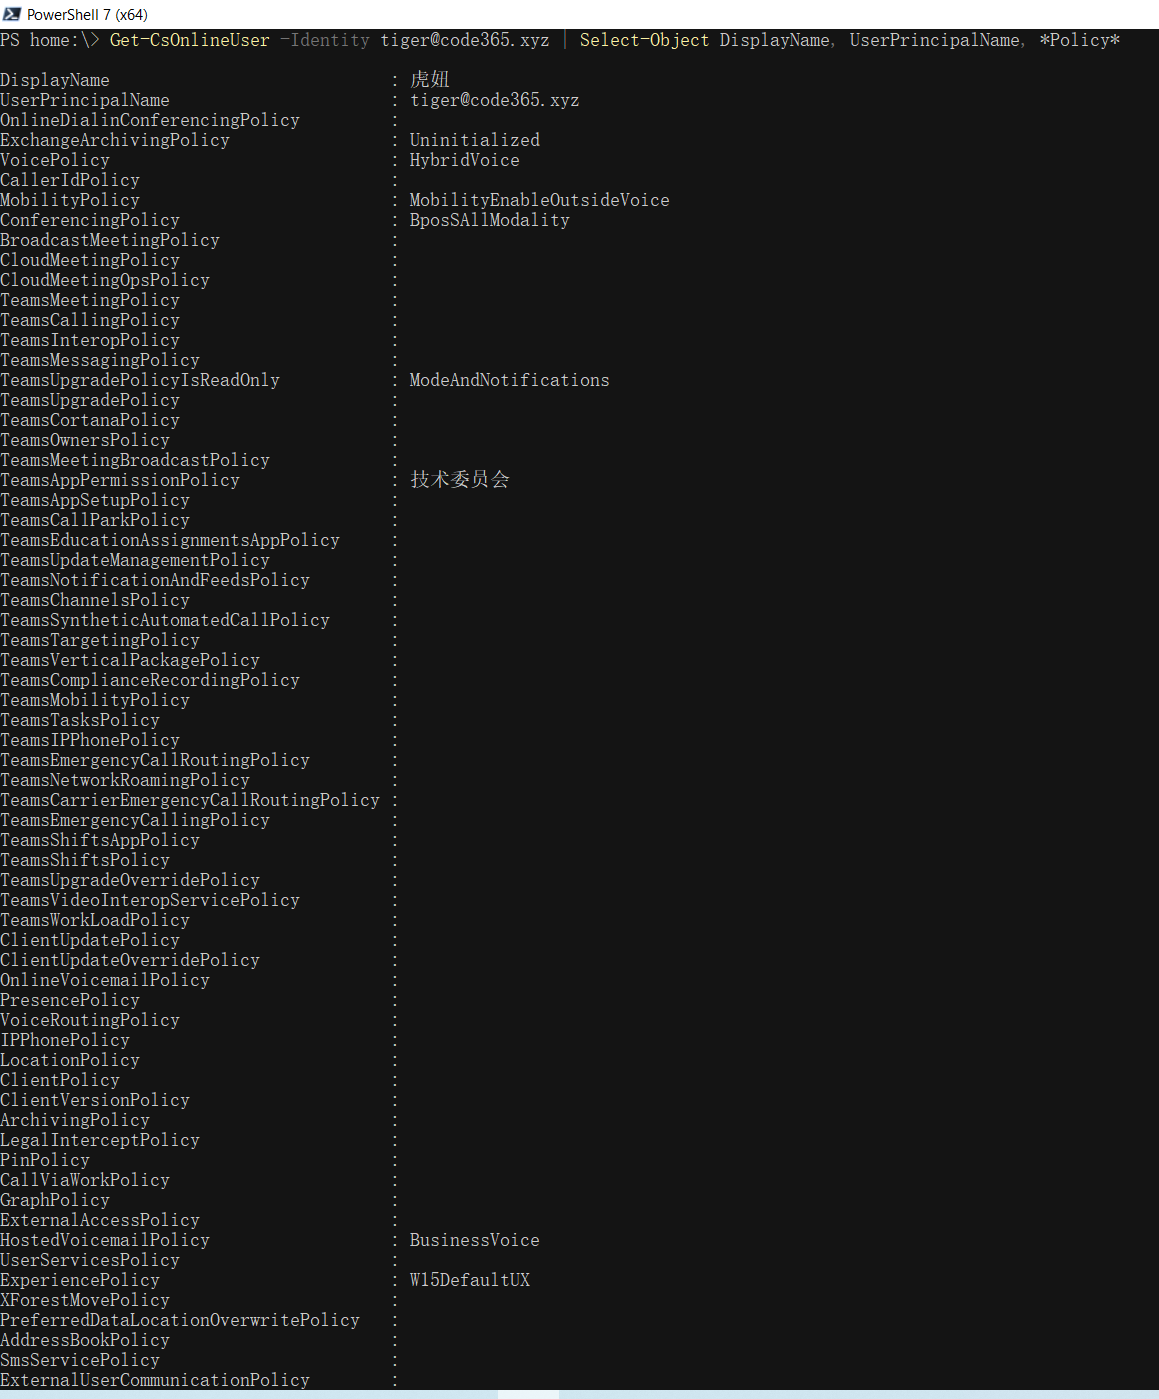 PowerShell 7 (x64)
PS home:\> Get-CsOnlineUser -Identity tiger@code365.xyz | Select-Object DisplayName, UserPrincipalName, *Policy*
DisplayName : 虎妞
UserPrincipalName : tiger@code365.xyz
OnlineDialinConferencingPolicy :
ExchangeArchivingPolicy : Uninitialized
VoicePolicy : HybridVoice
CallerIdPolicy :
MobilityPolicy : MobilityEnableOutsideVoice
ConferencingPolicy : BposSAllModality
BroadcastMeetingPolicy :
CloudMeetingPolicy :
CloudMeetingOpsPolicy :
TeamsMeetingPolicy :
TeamsCallingPolicy :
TeamsInteropPolicy :
TeamsMessagingPolicy :
TeamsUpgradePolicyIsReadOnly : ModeAndNotifications
TeamsUpgradePolicy :
TeamsCortanaPolicy :
TeamsOwnersPolicy :
TeamsMeetingBroadcastPolicy :
TeamsAppPermissionPolicy : 技术委员会
TeamsAppSetupPolicy :
TeamsCallParkPolicy :
TeamsEducationAssignmentsAppPolicy :
TeamsUpdateManagementPolicy :
TeamsNotificationAndFeedsPolicy :
TeamsChannelsPolicy :
TeamsSyntheticAutomatedCallPolicy :
TeamsTargetingPolicy :
TeamsVerticalPackagePolicy :
TeamsComplianceRecordingPolicy :
TeamsMobilityPolicy :
TeamsTasksPolicy :
TeamsIPPhonePolicy :
TeamsEmergencyCallRoutingPolicy :
TeamsNetworkRoamingPolicy :
TeamsCarrierEmergencyCallRoutingPolicy :
TeamsEmergencyCallingPolicy :
TeamsShiftsAppPolicy :
TeamsShiftsPolicy :
TeamsUpgradeOverridePolicy :
TeamsVideoInteropServicePolicy :
TeamsWorkLoadPolicy :
ClientUpdatePolicy :
ClientUpdateOverridePolicy :
OnlineVoicemailPolicy :
PresencePolicy :
VoiceRoutingPolicy :
IPPhonePolicy :
LocationPolicy :
ClientPolicy :
ClientVersionPolicy :
ArchivingPolicy :
LegalInterceptPolicy :
PinPolicy :
CallViaWorkPolicy :
GraphPolicy :
ExternalAccessPolicy :
HostedVoicemailPolicy : BusinessVoice
UserServicesPolicy :
ExperiencePolicy : W15DefaultUX
XForestMovePolicy :
PreferredDataLocationOverwritePolicy :
AddressBookPolicy :
SmsServicePolicy :
ExternalUserCommunicationPolicy :